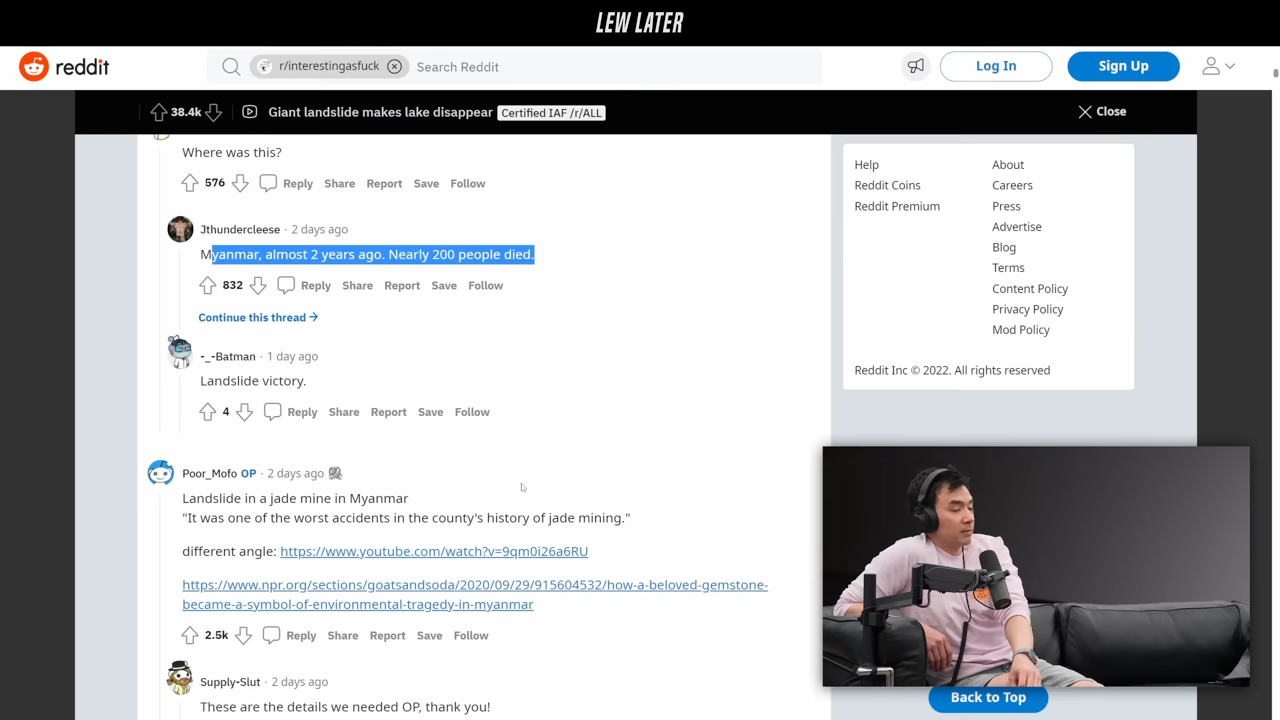 LEW LATER
reddit
r/interestingasfuck
Search Reddit
Log In
Sign Up
38.4k
Giant landslide makes lake disappear
Certified IAF /r/ALL
Close
Where was this?
576 Reply Share Report Save Follow
Jthundercleese · 2 days ago
Myanmar, almost 2 years ago. Nearly 200 people died.
832 Reply Share Report Save Follow
Continue this thread →
-_-Batman · 1 day ago
Landslide victory.
4 Reply Share Report Save Follow
Poor_Mofo OP · 2 days ago
Landslide in a jade mine in Myanmar
"It was one of the worst accidents in the county's history of jade mining."
different angle: https://www.youtube.com/watch?v=9qm0i26a6RU
https://www.npr.org/sections/goatsandsoda/2020/09/29/915604532/how-a-beloved-gemstone-
became-a-symbol-of-environmental-tragedy-in-myanmar
2.5k Reply Share Report Save Follow
Supply-Slut · 2 days ago
These are the details we needed OP, thank you!
Help About
Reddit Coins Careers
Reddit Premium Press
Advertise
Blog
Terms
Content Policy
Privacy Policy
Mod Policy
Reddit Inc © 2022. All rights reserved
Back to Top